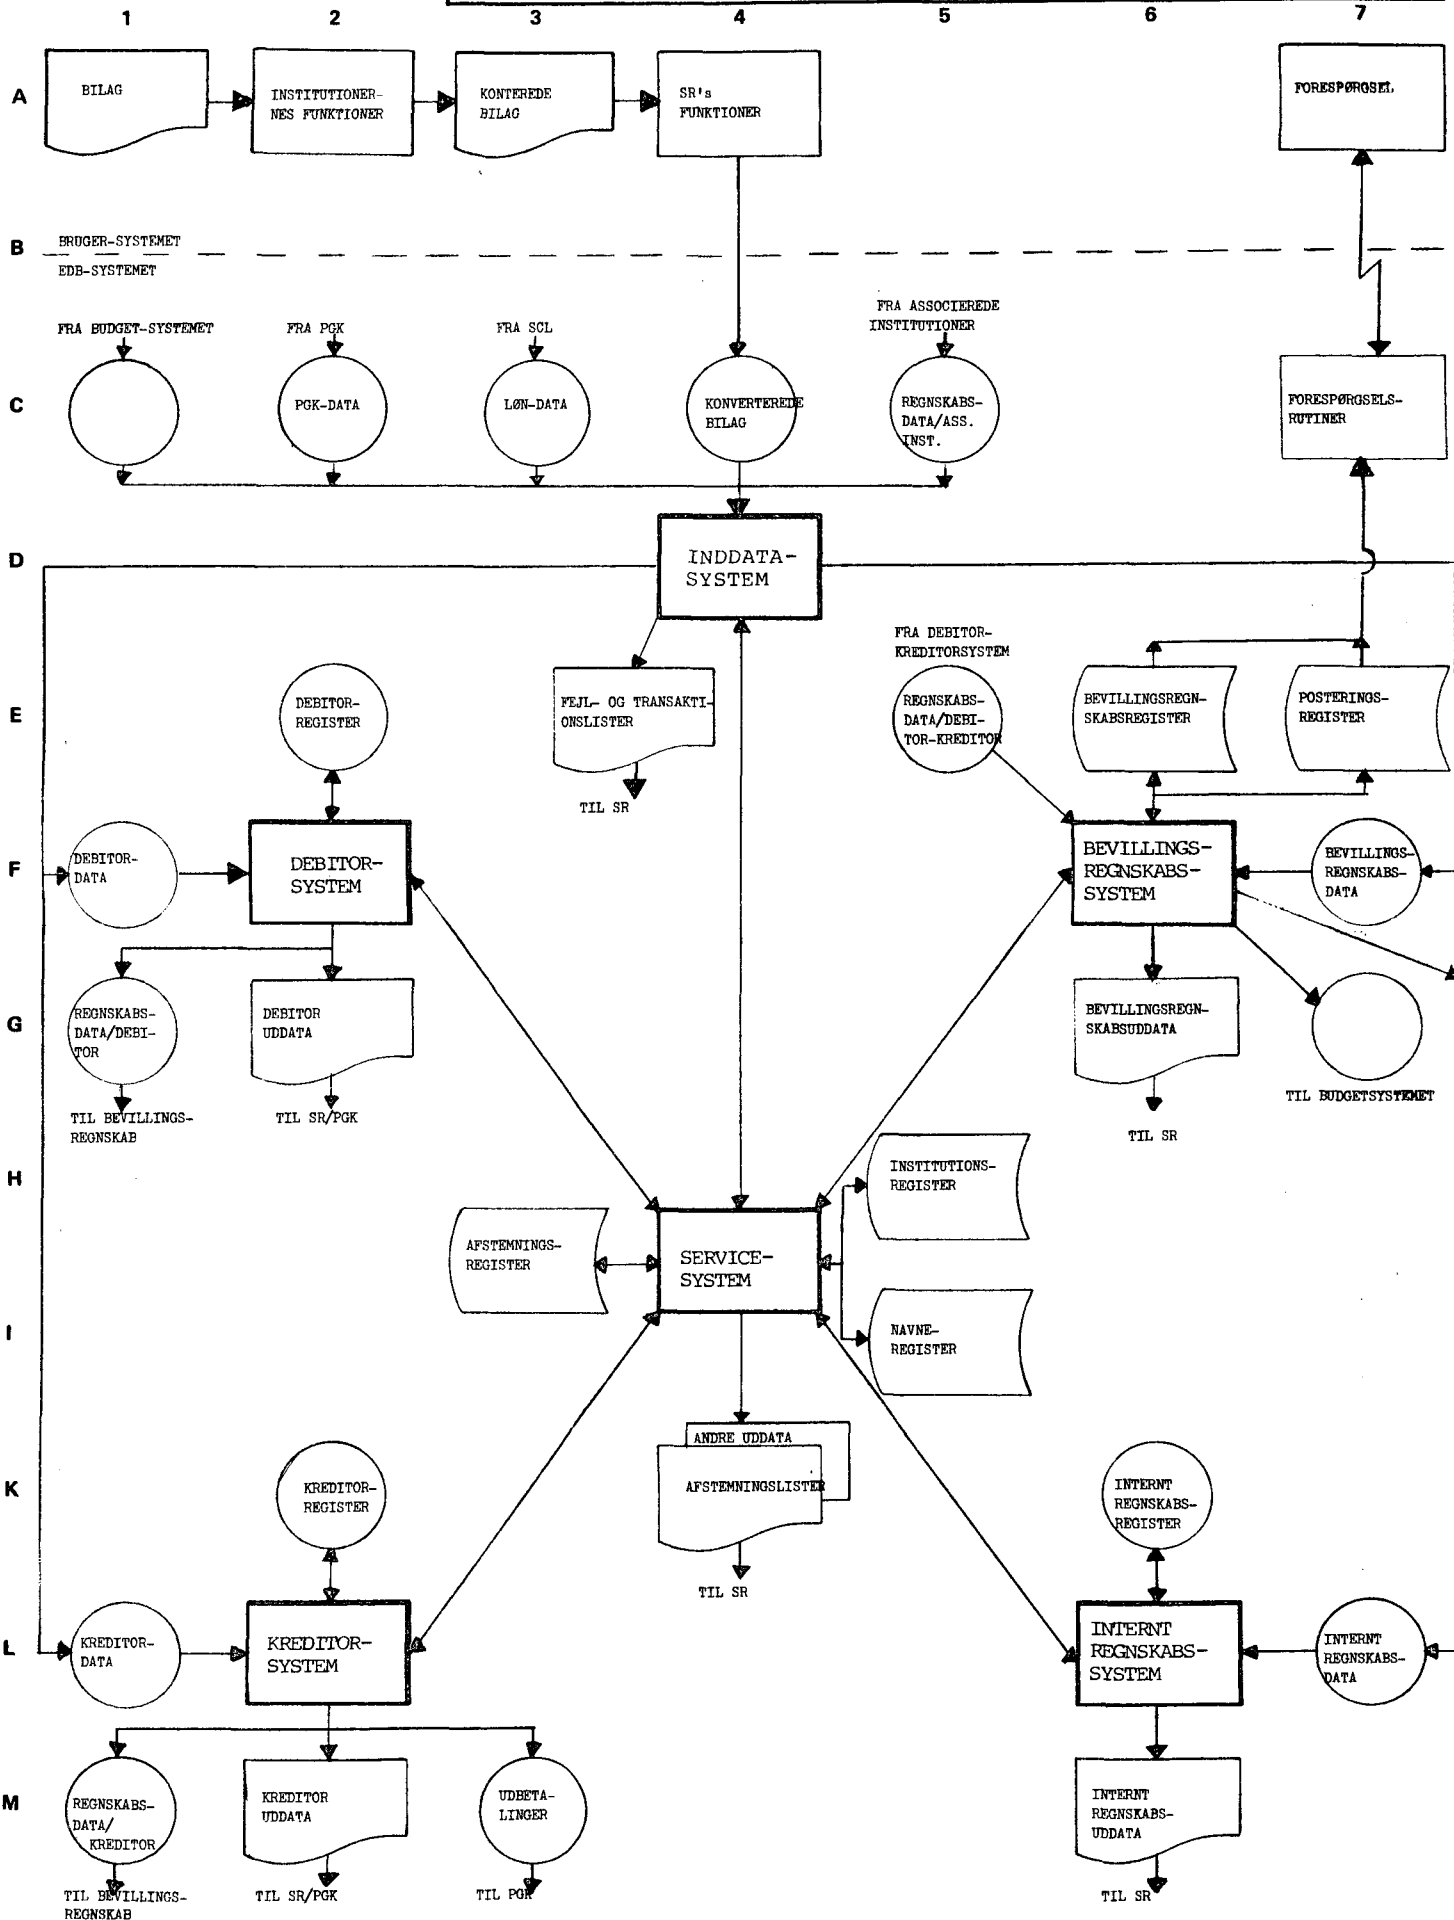 1 2 3 4 5 6 7
A
BILAG
INSTITUTIONER-
NES FUNKTIONER
KONTEREDE
BILAG
SR's
FUNKTIONER
FORESPØRGSEL
B
BRUGER-SYSTEMET
EDB-SYSTEMET
FRA BUDGET-SYSTEMET
FRA PGK
FRA SCL
FRA ASSOCIEREDE
INSTITUTIONER
C
PGK-DATA
LØN-DATA
KONVERTEREDE
BILAG
REGNSKABS-
DATA/ASS.
INST.
FORESPØRGSELS-
RUTINER
D
INDDATA-
SYSTEM
FRA DEBITOR-
KREDITORSYSTEM
E
DEBITOR-
REGISTER
FEJL- OG TRANSAKTI-
ONSLISTER
TIL SR
REGNSKABS-
DATA/DEBI-
TOR-KREDITOR
BEVILLINGSREGN-
SKABSREGISTER
POSTERINGS-
REGISTER
F
DEBITOR-
DATA
DEBITOR-
SYSTEM
BEVILLINGS-
REGNSKABS-
SYSTEM
BEVILLINGS-
REGNSKABS-
DATA
G
REGNSKABS-
DATA/DEBI-
TOR
DEBITOR
UDDATA
BEVILLINGSREGN-
SKABSUDDATA
TIL BEVILLINGS-
REGNSKAB
TIL SR/PGK
TIL SR
TIL BUDGETSYSTEMET
H
INSTITUTIONS-
REGISTER
AFSTEMNINGS-
REGISTER
SERVICE-
SYSTEM
I
NAVNE-
REGISTER
K
KREDITOR-
REGISTER
ANDRE UDDATA
AFSTEMNINGSLISTER
TIL SR
INTERNT
REGNSKABS-
REGISTER
L
KREDITOR-
DATA
KREDITOR-
SYSTEM
INTERNT
REGNSKABS-
SYSTEM
INTERNT
REGNSKABS-
DATA
M
REGNSKABS-
DATA/
KREDITOR
KREDITOR
UDDATA
UDBETA-
LINGER
INTERNT
REGNSKABS-
UDDATA
TIL BEVILLINGS-
REGNSKAB
TIL SR/PGK
TIL PGK
TIL SR